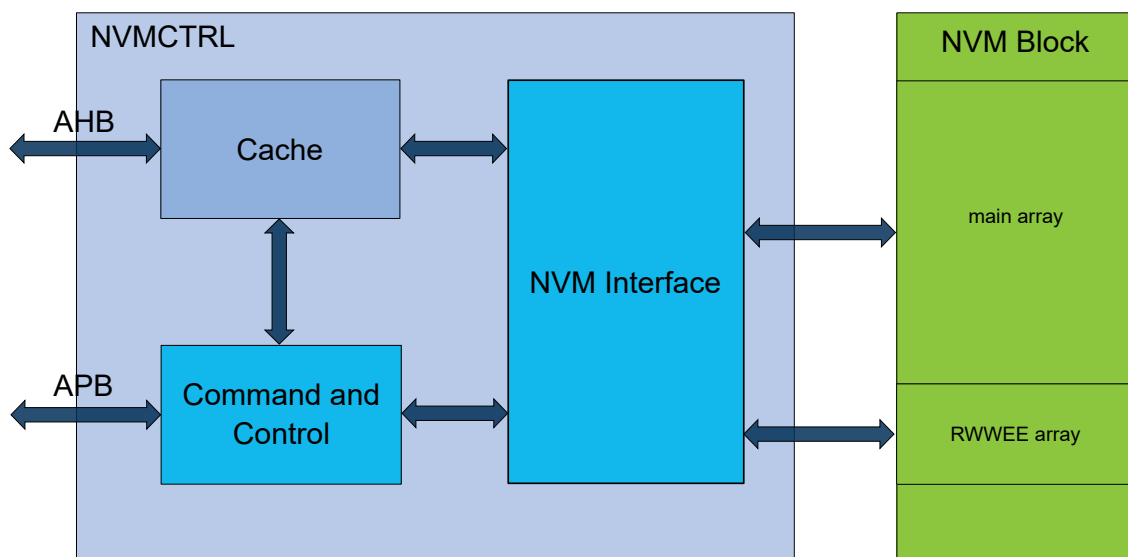 NVMCTRL
NVM Block
AHB
Cache
main array
NVM Interface
APB
Command and
Control
RWWEE array